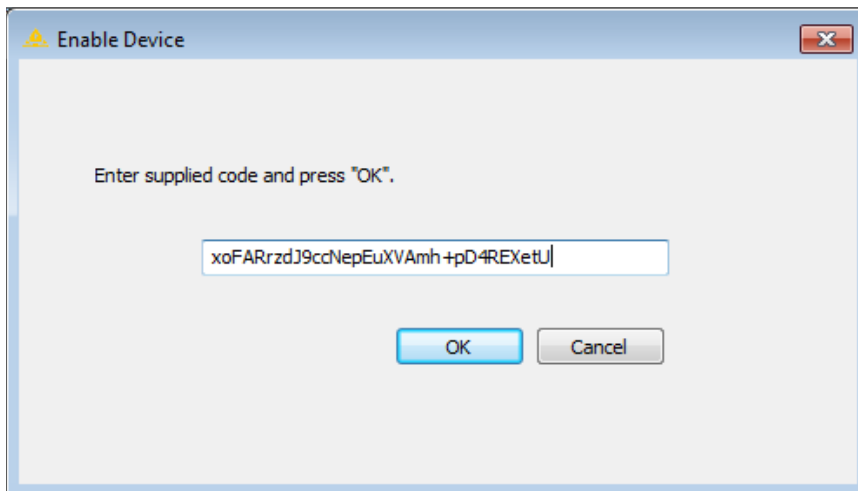 Enable Device
Enter supplied code and press "OK".
xoFARrzdJ9ccNepEuXVAmh+pD4REXetU
OK
Cancel